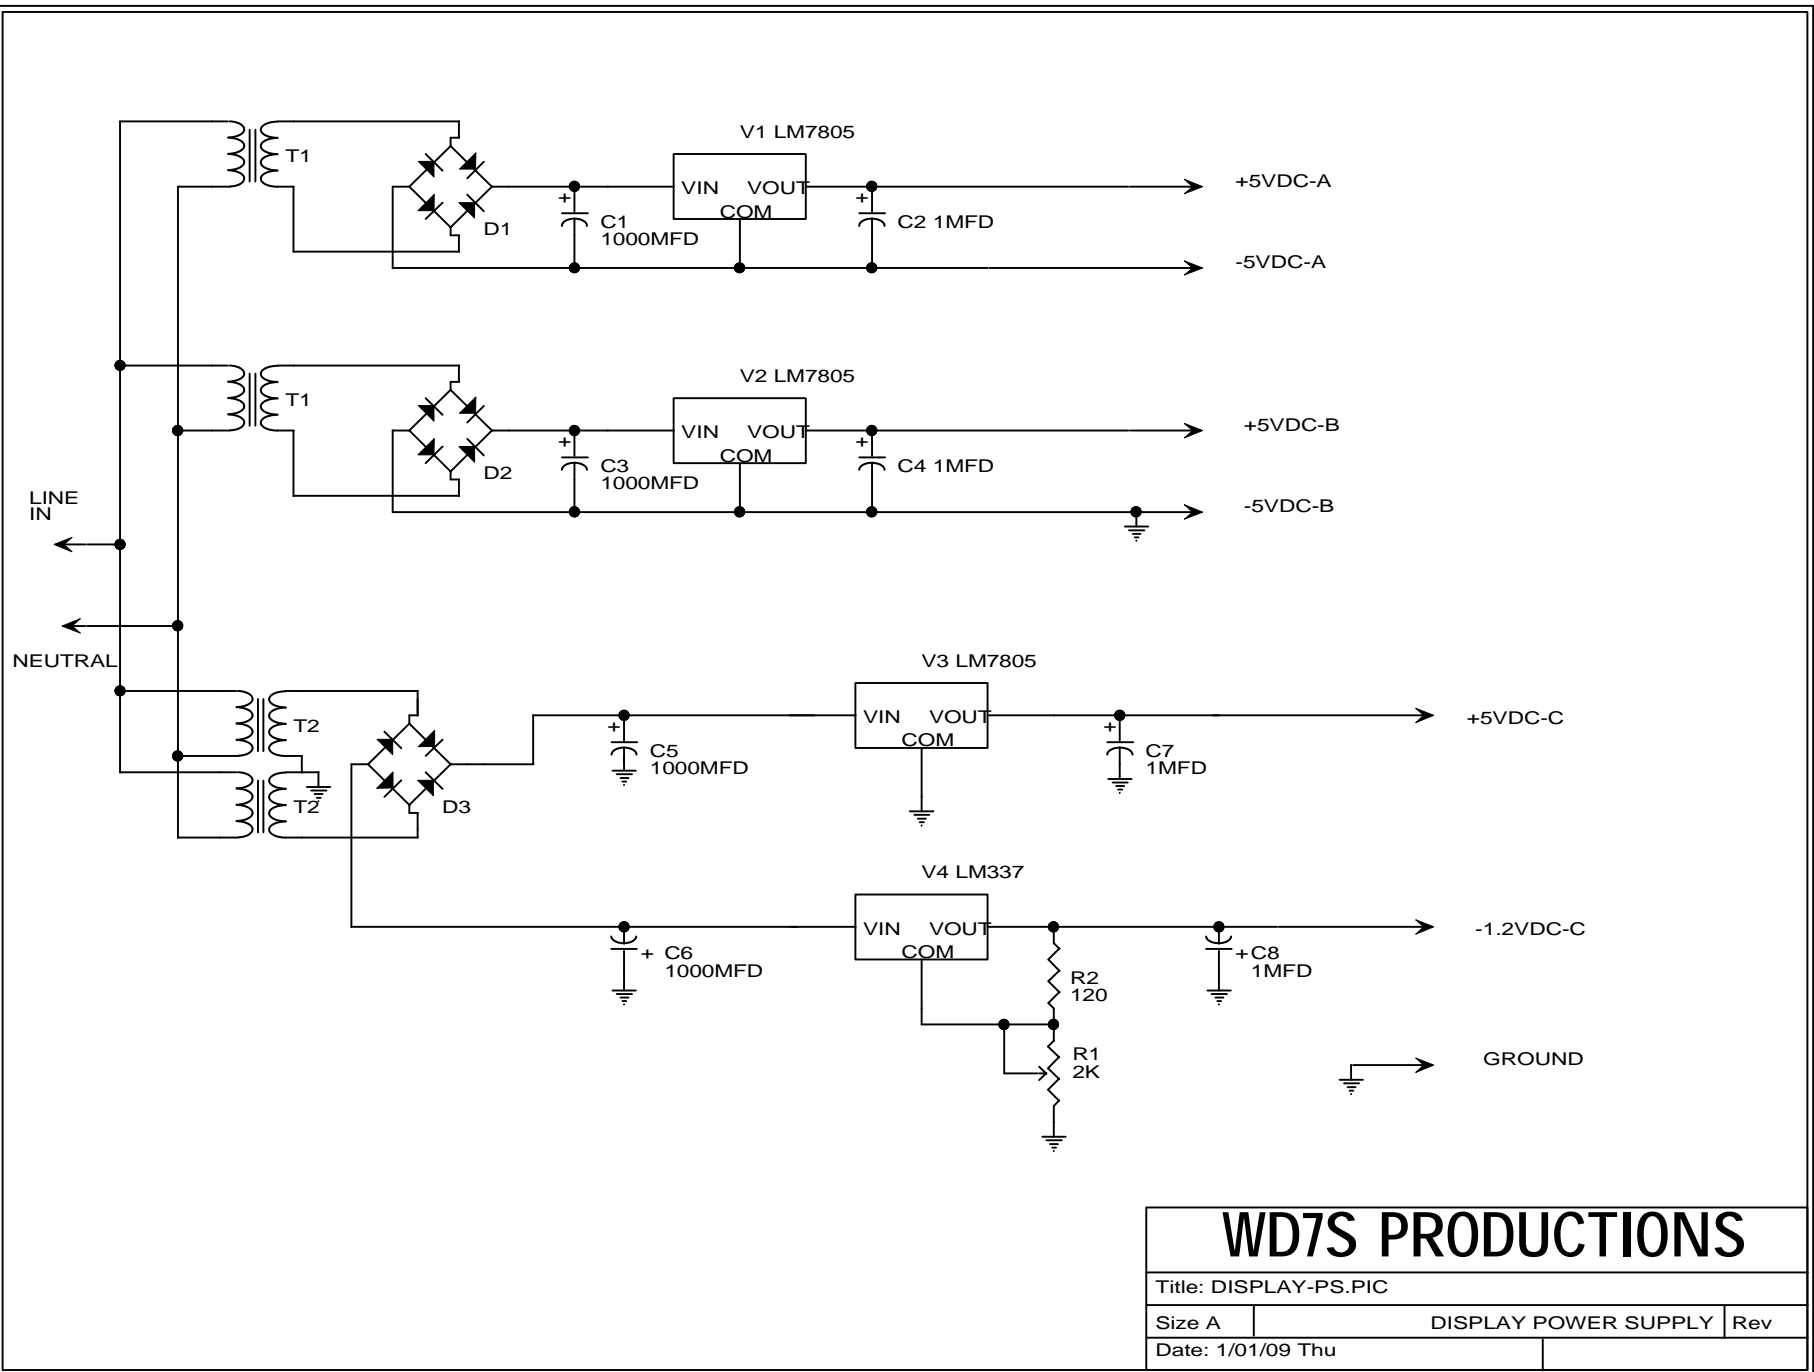 V1 LM7805
T1
VIN VOUT
COM
+
+
D1
C1
1000MFD
C2 1MFD
+5VDC-A
-5VDC-A
V2 LM7805
T1
VIN VOUT
COM
+
+
D2
C3
1000MFD
C4 1MFD
+5VDC-B
-5VDC-B
LINE
IN
NEUTRAL
V3 LM7805
T2
VIN VOUT
COM
+
+
C5
1000MFD
C7
1MFD
+5VDC-C
T2
D3
V4 LM337
VIN VOUT
COM
+ C6
1000MFD
+C8
1MFD
-1.2VDC-C
R2
120
R1
2K
GROUND
WD7S PRODUCTIONS
Title: DISPLAY-PS.PIC
Size A DISPLAY POWER SUPPLY Rev
Date: 1/01/09 Thu